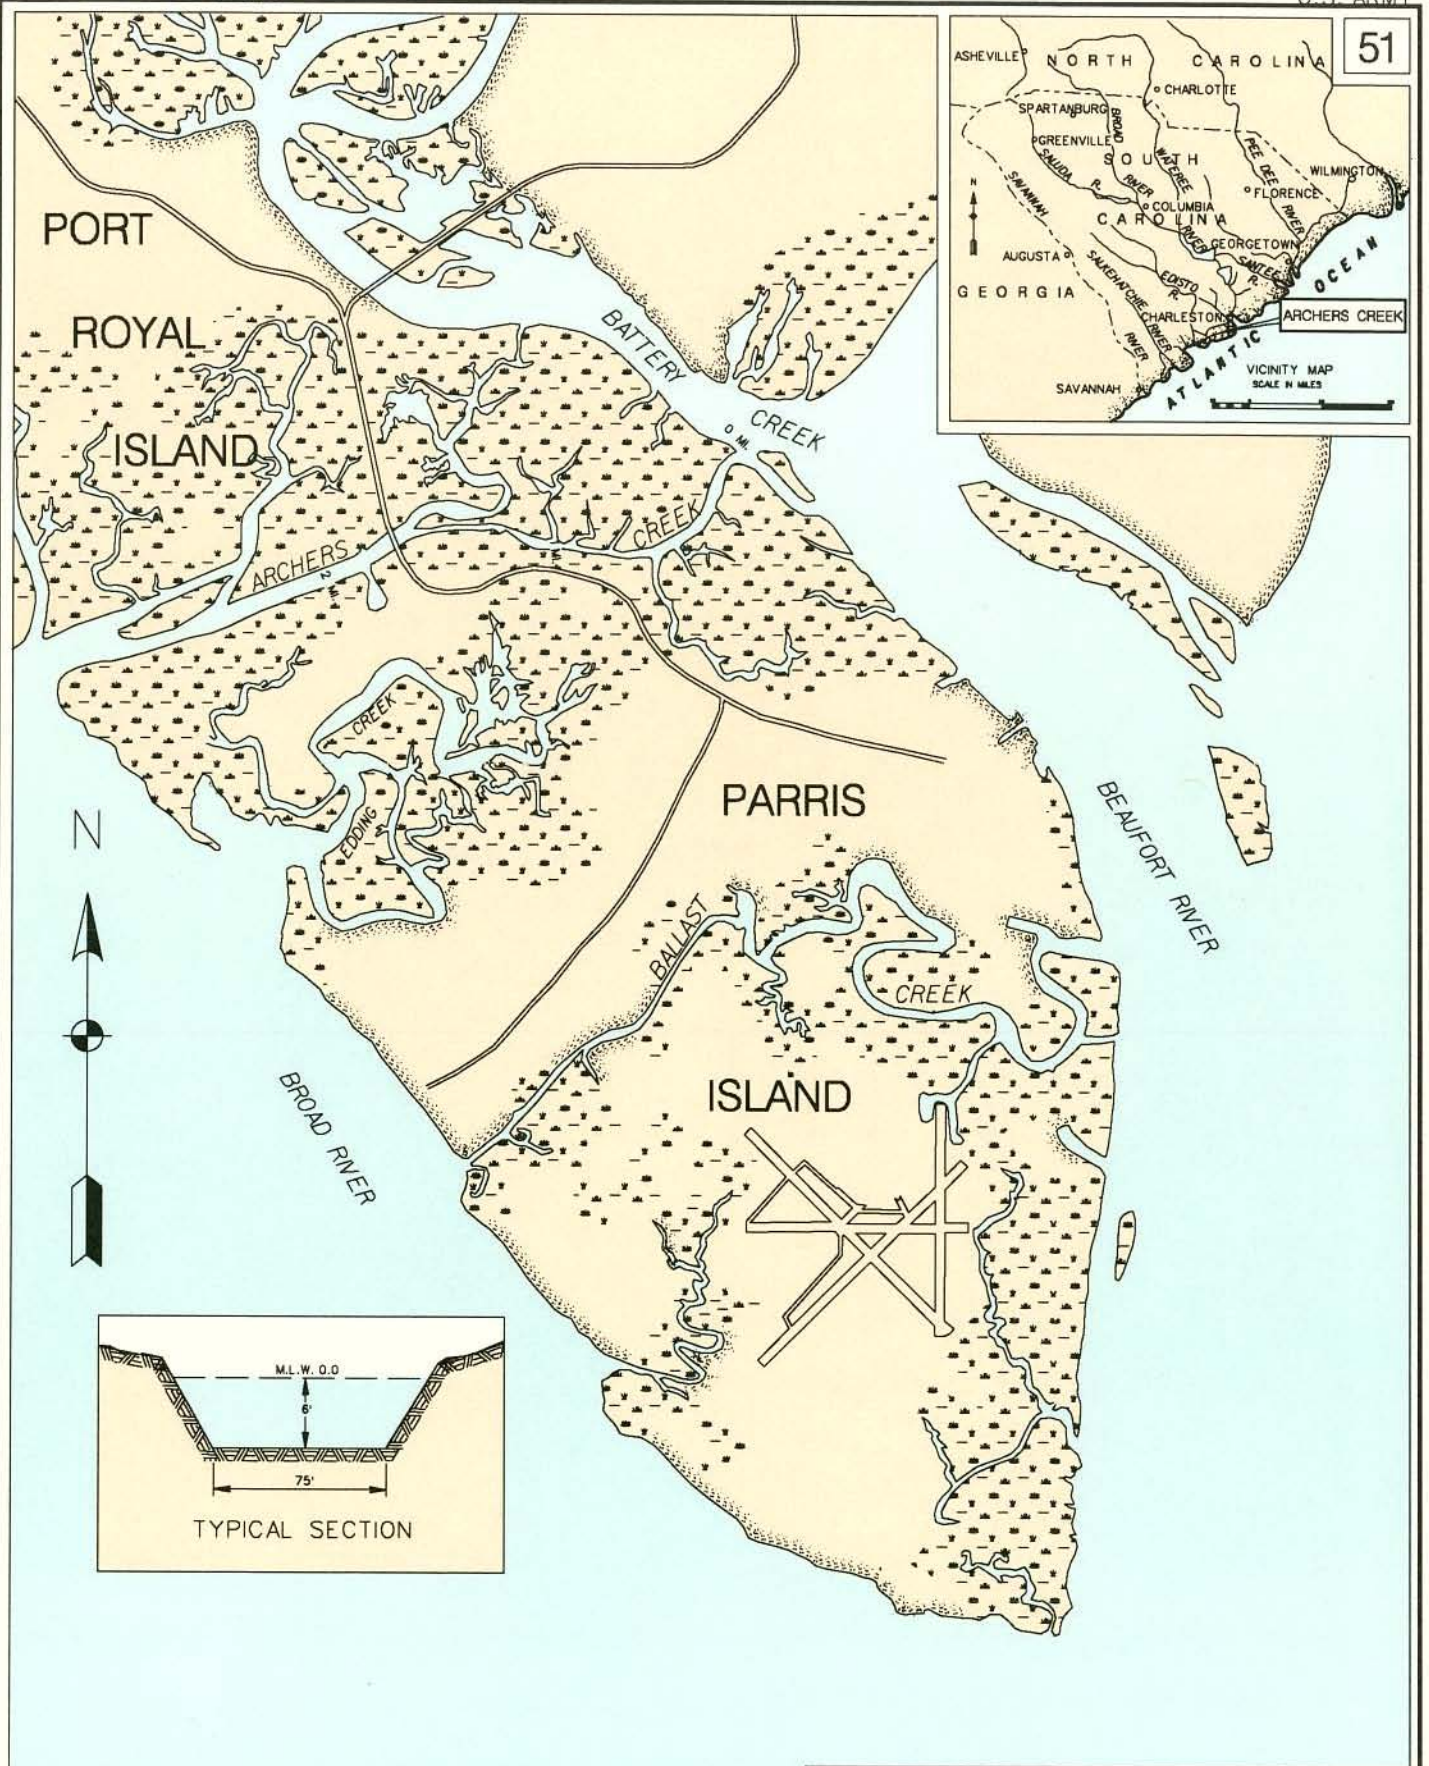 51
ASHEVILLE
NORTH CAROLINA
CHARLOTTE
SPARTANBURG
BROAD RIVER
GREENVILLE
SALUDA R.
SOUTH CAROLINA
WATEREE RIVER
PEE DEE RIVER
WILMINGTON
FLORENCE
COLUMBIA
N
SAVANNAH
RIVER
GEORGETOWN
AUGUSTA
SALKEHATCHIE RIVER
EDISTO R.
SANTEE R.
GEORGIA
CHARLESTON
ARCHERS CREEK
ATLANTIC OCEAN
SAVANNAH
VICINITY MAP
SCALE IN MILES
PORT
ROYAL
ISLAND
BATTERY CREEK
0 MI.
ARCHERS CREEK
2 MI.
CREEK
EDDING
PARRIS
BEAUFORT RIVER
N
BALLAST
CREEK
ISLAND
BROAD RIVER
M.L.W. 0.0
6'
75'
TYPICAL SECTION